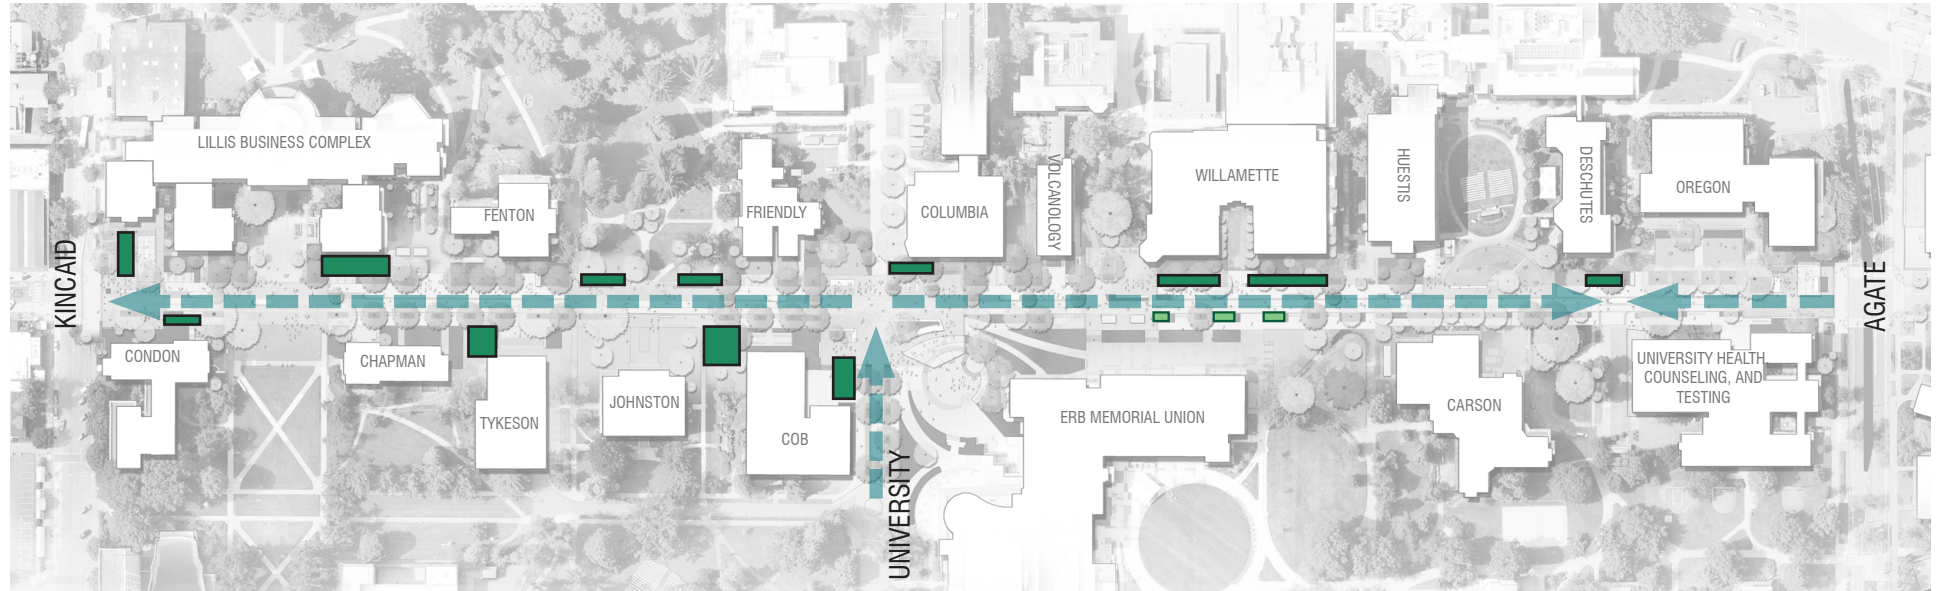 LILLIS BUSINESS COMPLEX
FENTON
FRIENDLY
COLUMBIA
VOLCANOLOGY
WILLAMETTE
HUESTIS
DESCHUTES
OREGON
KINCAID
AGATE
CONDON
CHAPMAN
TYKESON
JOHNSTON
COB
UNIVERSITY
ERB MEMORIAL UNION
CARSON
UNIVERSITY HEALTH,
COUNSELING, AND
TESTING